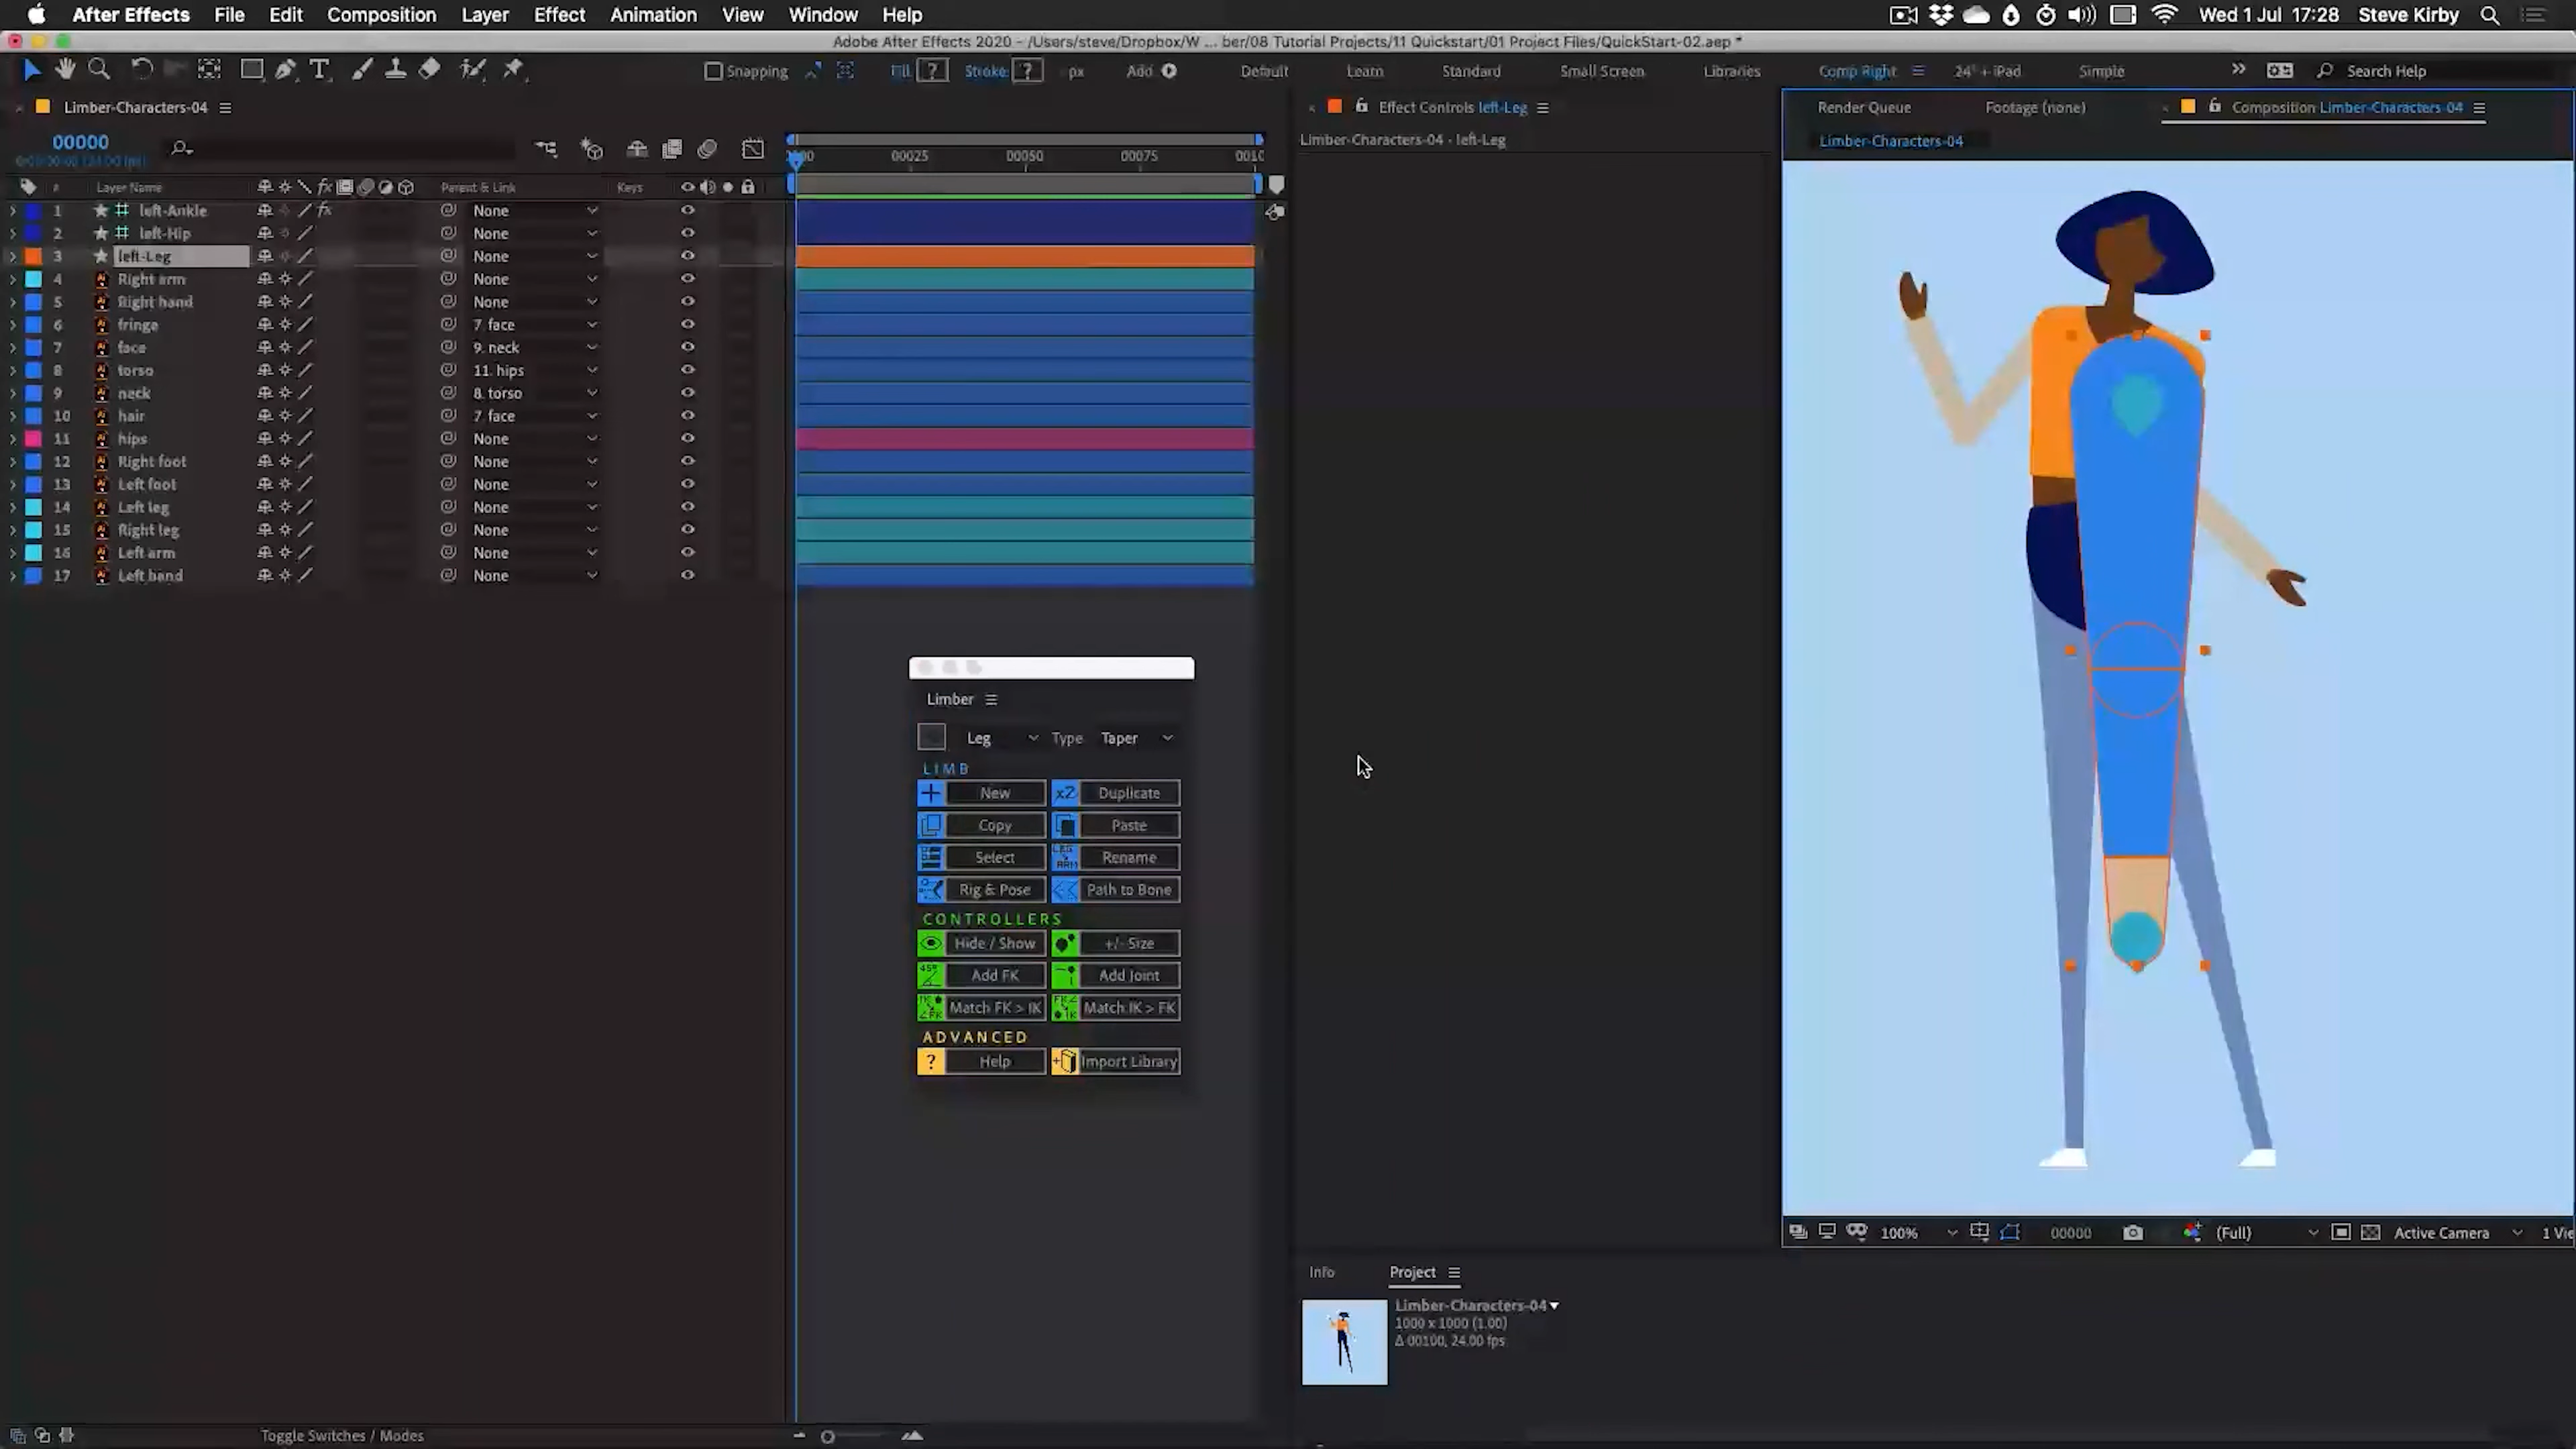 After Effects File Edit Composition Layer Effect Animation View Window Help Wed 1 Jul 17:28 Steve Kirby
Adobe After Effects 2020 - /Users/steve/Dropbox/W ... ber/08 Tutorial Projects/11 Quickstart/01 Project Files/QuickStart-02.aep *
Snapping Fill ? Stroke: ? px Add Default Learn Standard Small Screen Libraries Comp Right 24" + iPad Simple Search Help
Limber-Characters-04
Effect Controls left-Leg
Render Queue Footage (none) Composition Limber-Characters-04
Limber-Characters-04 · left-Leg
Limber-Characters-04
00000
00025 00050 00075 0010
# Layer Name Parent & Link Keys
1 left-Ankle None
2 left-Hip None
3 left-Leg None
4 Right arm None
5 Right hand None
6 fringe 7. face
7 face 9. neck
8 torso 11. hips
9 neck 8. torso
10 hair 7. face
11 hips None
12 Right foot None
13 Left foot None
14 Left leg None
15 Right leg None
16 Left arm None
17 Left hand None
Limber
Leg Type Taper
LIMB
New x2 Duplicate
Copy Paste
Select Rename
Rig & Pose Path to Bone
CONTROLLERS
Hide / Show +/- Size
45° Add FK Add Joint
Match FK > IK Match IK > FK
ADVANCED
? Help Import Library
100% 00000 (Full) Active Camera 1 Vie
Info Project
Limber-Characters-04
1000 x 1000 (1.00)
Δ 00100, 24.00 fps
Toggle Switches / Modes